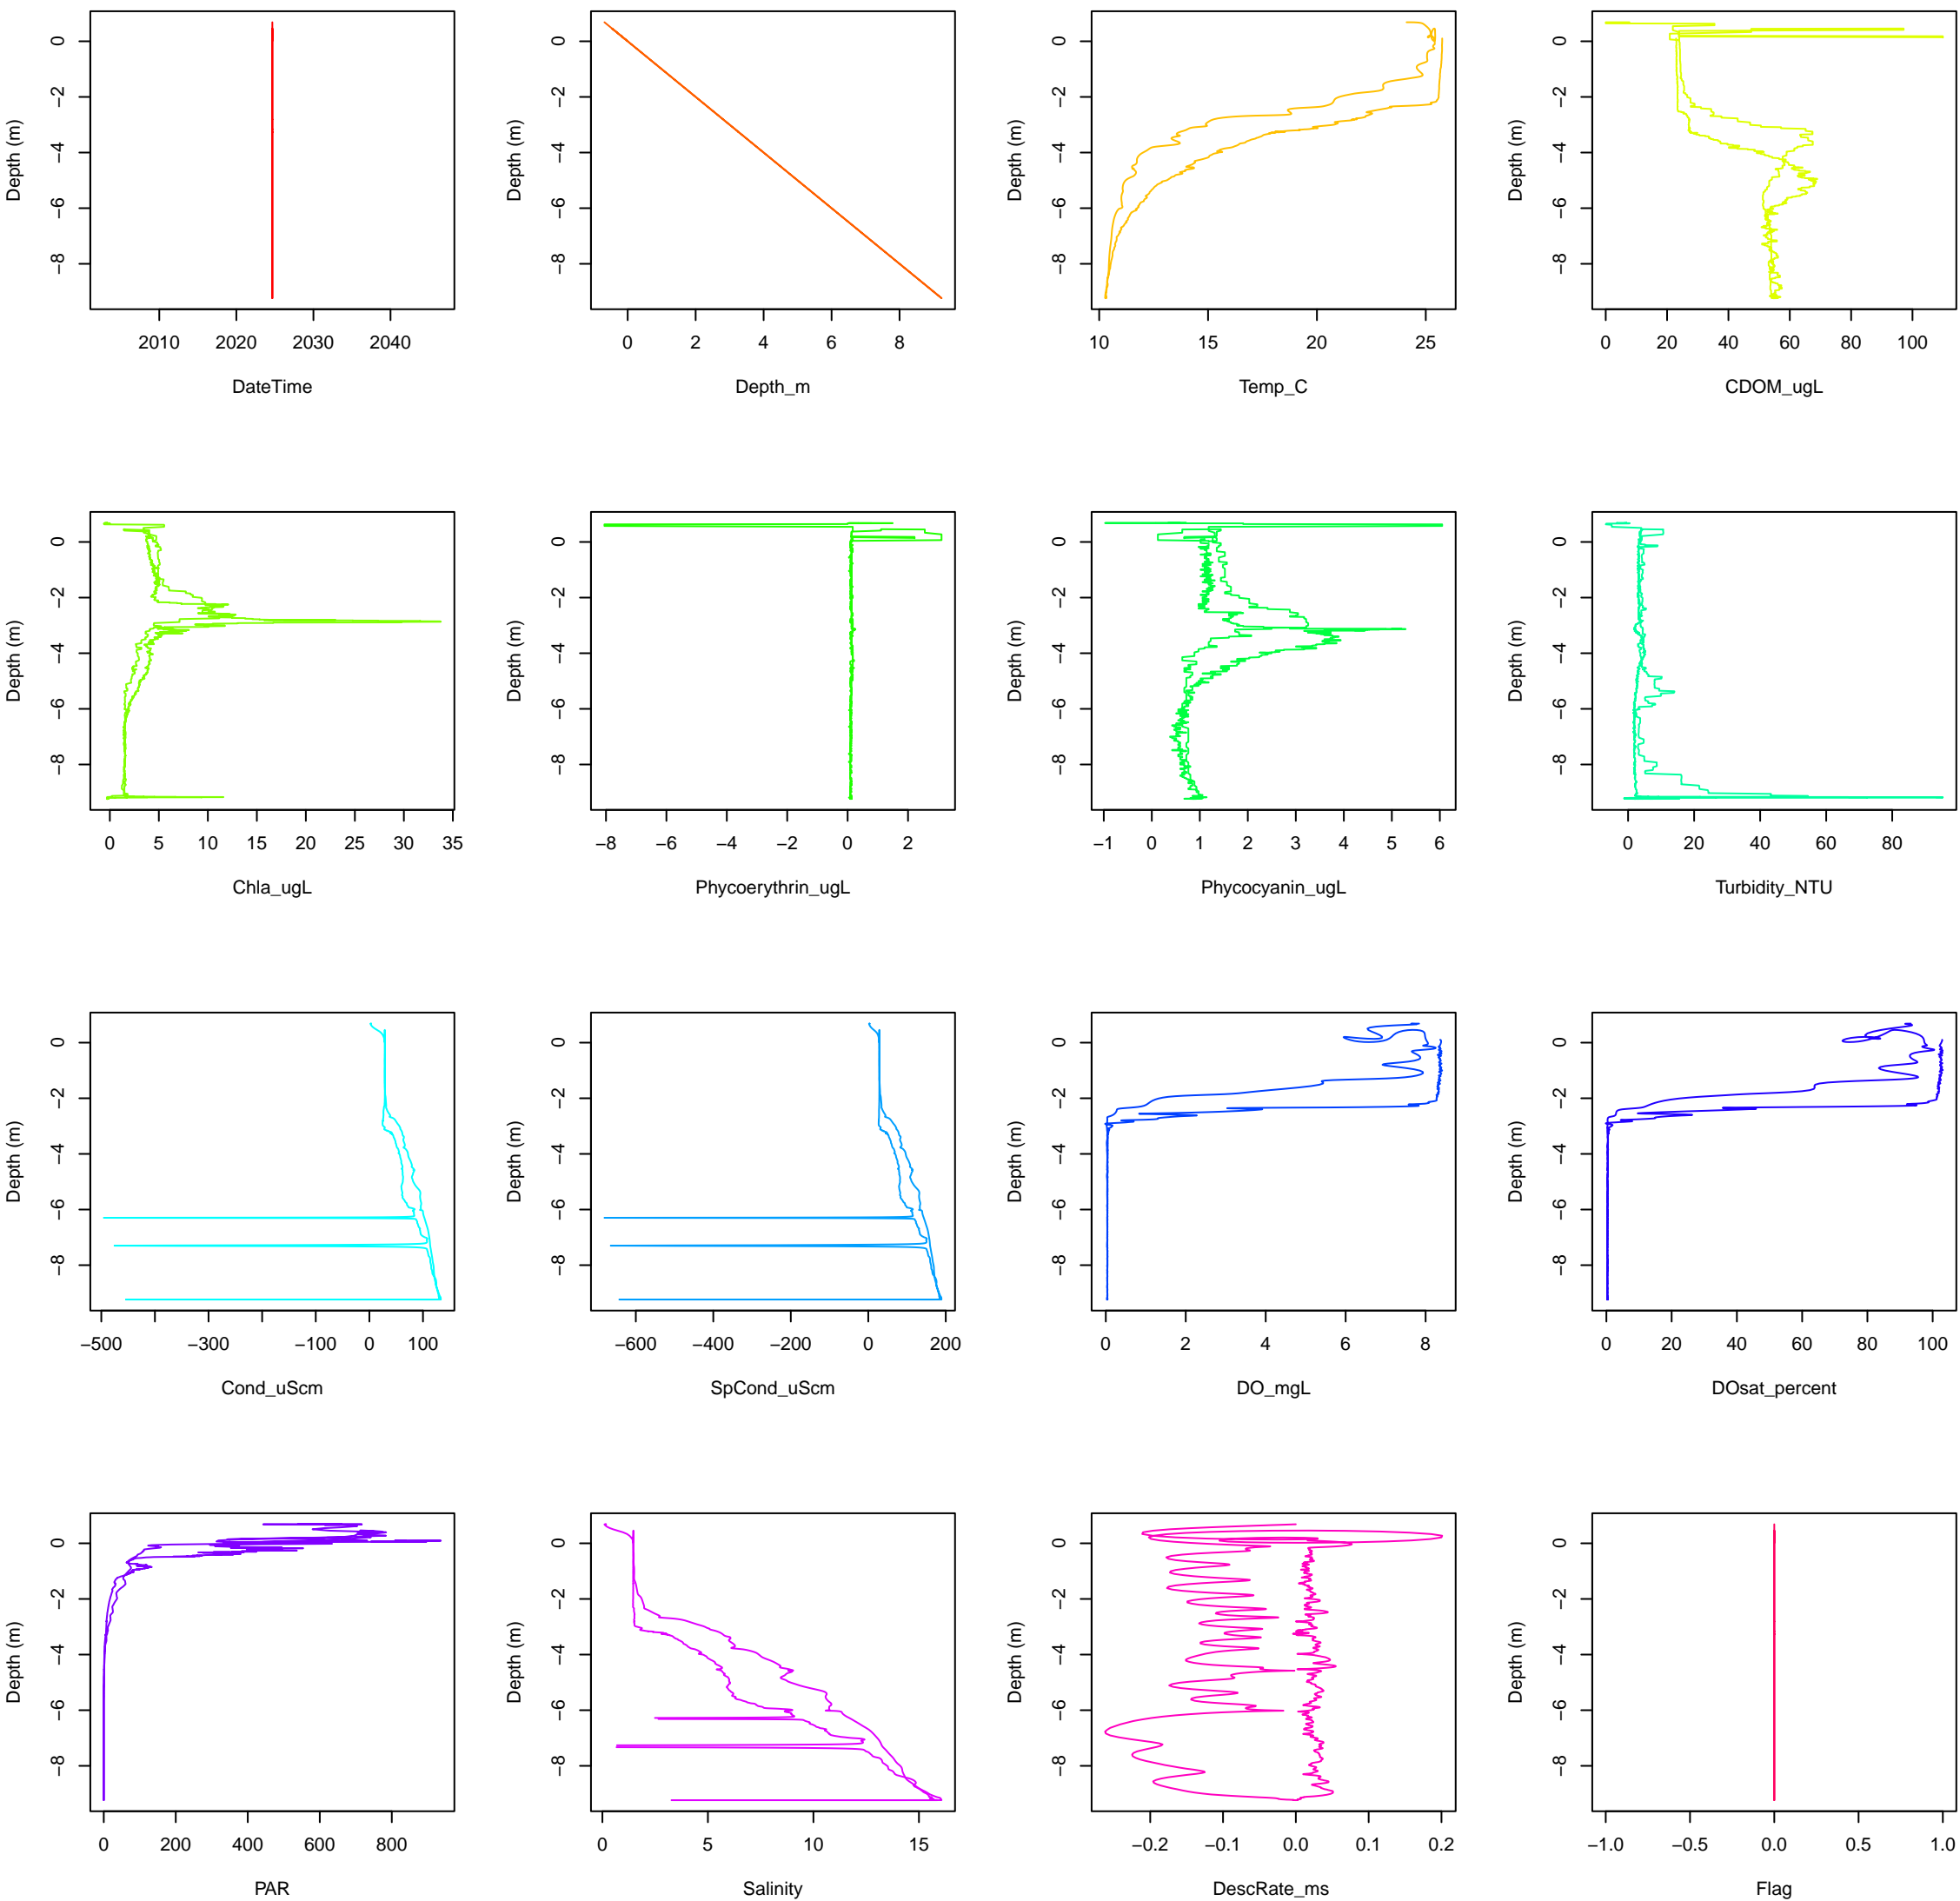 Depth (m)
0
−2
−4
−6
−8
2010 2020 2030 2040
DateTime
Depth (m)
0
−2
−4
−6
−8
0 2 4 6 8
Depth_m
Depth (m)
0
−2
−4
−6
−8
10 15 20 25
Temp_C
Depth (m)
0
−2
−4
−6
−8
0 20 40 60 80 100
CDOM_ugL
Depth (m)
0
−2
−4
−6
−8
0 5 10 15 20 25 30 35
Chla_ugL
Depth (m)
0
−2
−4
−6
−8
−8 −6 −4 −2 0 2
Phycoerythrin_ugL
Depth (m)
0
−2
−4
−6
−8
−1 0 1 2 3 4 5 6
Phycocyanin_ugL
Depth (m)
0
−2
−4
−6
−8
0 20 40 60 80
Turbidity_NTU
Depth (m)
0
−2
−4
−6
−8
−500 −300 −100 0 100
Cond_uScm
Depth (m)
0
−2
−4
−6
−8
−600 −400 −200 0 200
SpCond_uScm
Depth (m)
0
−2
−4
−6
−8
0 2 4 6 8
DO_mgL
Depth (m)
0
−2
−4
−6
−8
0 20 40 60 80 100
DOsat_percent
Depth (m)
0
−2
−4
−6
−8
0 200 400 600 800
PAR
Depth (m)
0
−2
−4
−6
−8
0 5 10 15
Salinity
Depth (m)
0
−2
−4
−6
−8
−0.2 −0.1 0.0 0.1 0.2
DescRate_ms
Depth (m)
0
−2
−4
−6
−8
−1.0 −0.5 0.0 0.5 1.0
Flag